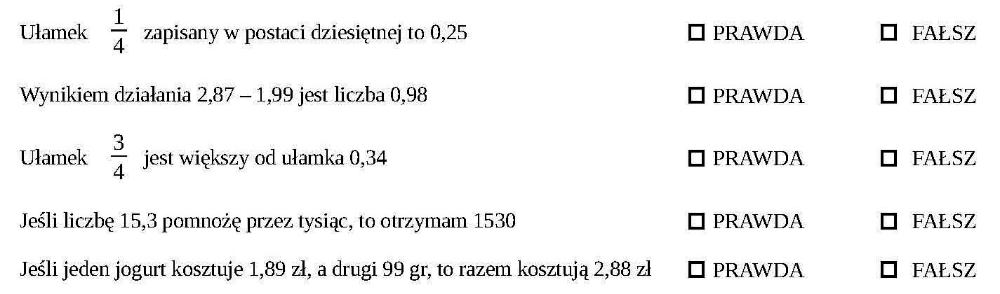 Ułamek 1/4 zapisany w postaci dziesiętnej to 0,25 ☐ PRAWDA ☐ FAŁSZ
Wynikiem działania 2,87 – 1,99 jest liczba 0,98 ☐ PRAWDA ☐ FAŁSZ
Ułamek 3/4 jest większy od ułamka 0,34 ☐ PRAWDA ☐ FAŁSZ
Jeśli liczbę 15,3 pomnożę przez tysiąc, to otrzymam 1530 ☐ PRAWDA ☐ FAŁSZ
Jeśli jeden jogurt kosztuje 1,89 zł, a drugi 99 gr, to razem kosztują 2,88 zł ☐ PRAWDA ☐ FAŁSZ